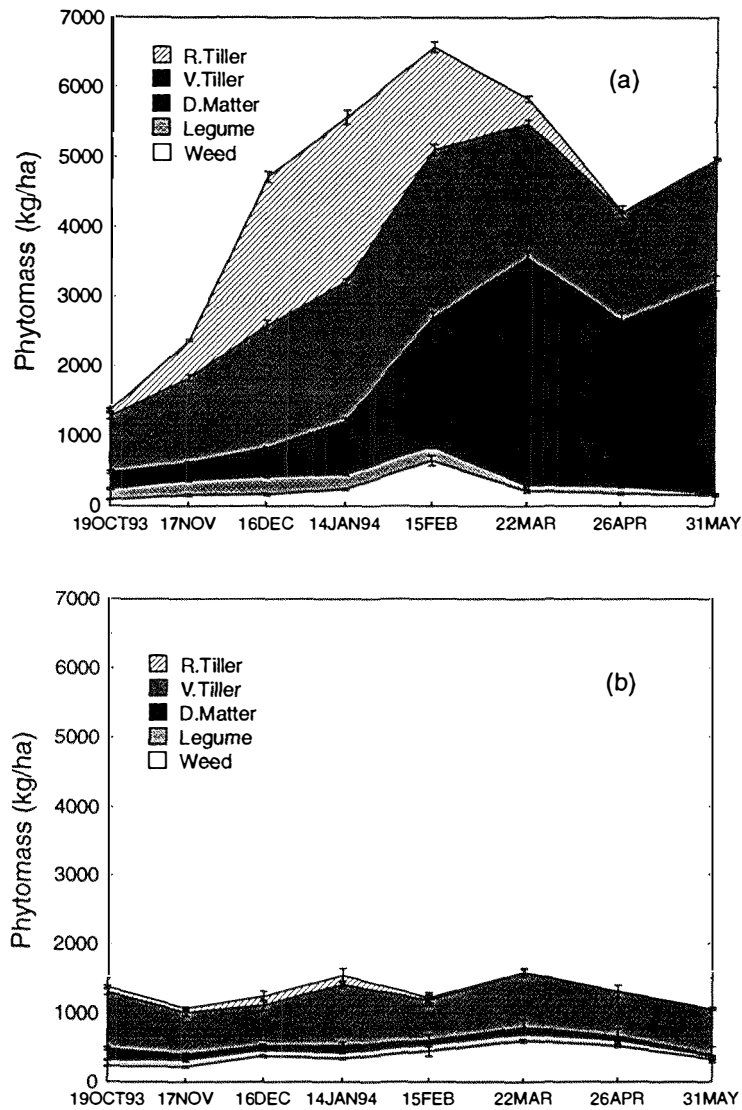 7000
6000
5000
4000
3000
2000
1000
0
Phytomass (kg/ha)
R.Tiller
V.Tiller
D.Matter
Legume
Weed
(a)
19OCT93 17NOV 16DEC 14JAN94 15FEB 22MAR 26APR 31MAY
7000
6000
5000
4000
3000
2000
1000
0
Phytomass (kg/ha)
R.Tiller
V.Tiller
D.Matter
Legume
Weed
(b)
19OCT93 17NOV 16DEC 14JAN94 15FEB 22MAR 26APR 31MAY